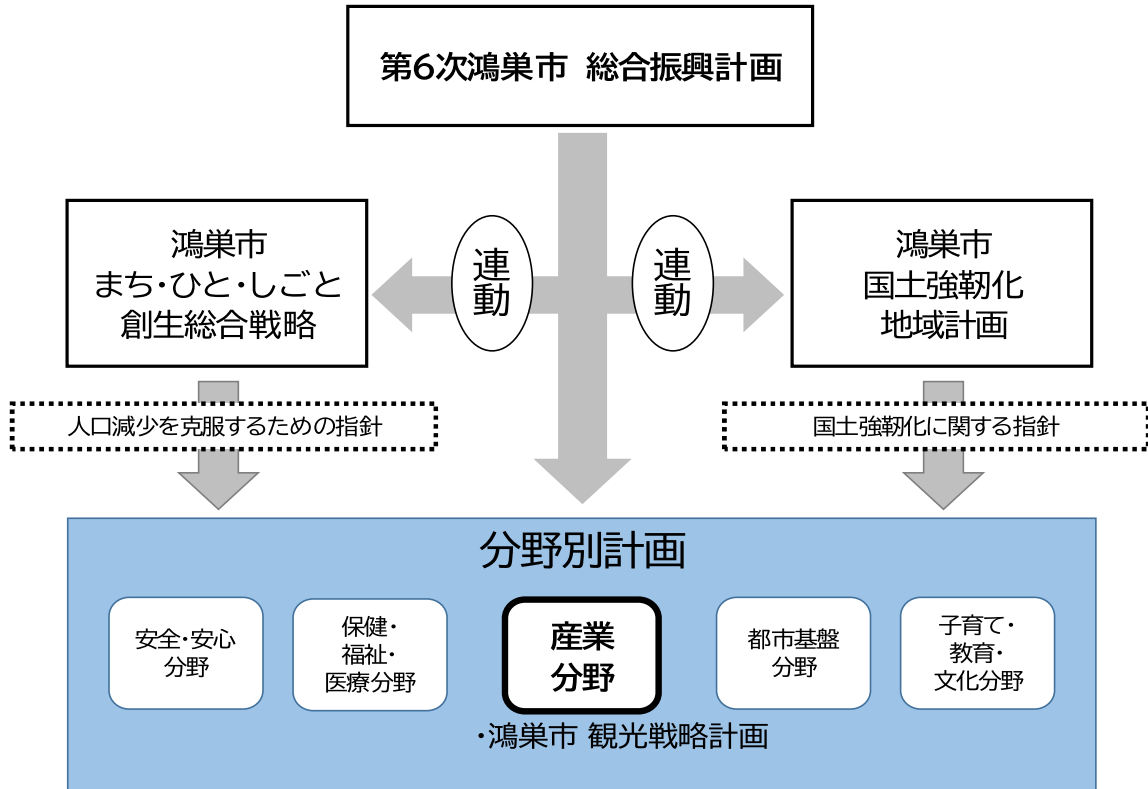 第6次鴻巣市 総合振興計画
鴻巣市
まち・ひと・しごと
創生総合戦略
連動
連動
鴻巣市
国土強靭化
地域計画
人口減少を克服するための指針
国土強靭化に関する指針
分野別計画
安全・安心
分野
保健・
福祉・
医療分野
産業
分野
都市基盤
分野
子育て・
教育・
文化分野
・鴻巣市 観光戦略計画